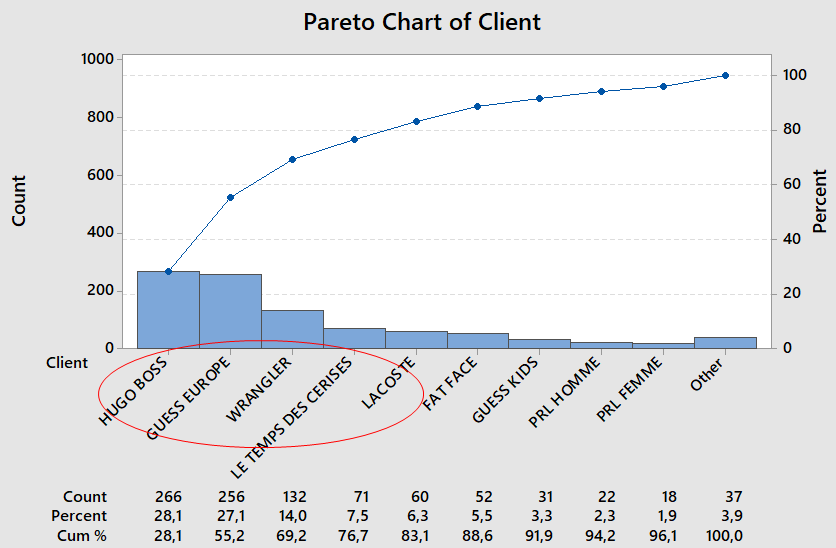 Pareto Chart of Client
1000
800
600
400
200
0
Count
100
80
60
40
20
0
Percent
Client
HUGO BOSS
GUESS EUROPE
WRANGLER
LE TEMPS DES CERISES
LACOSTE
FAT FACE
GUESS KIDS
PRL HOMME
PRL FEMME
Other
Count 266 256 132 71 60 52 31 22 18 37
Percent 28,1 27,1 14,0 7,5 6,3 5,5 3,3 2,3 1,9 3,9
Cum % 28,1 55,2 69,2 76,7 83,1 88,6 91,9 94,2 96,1 100,0